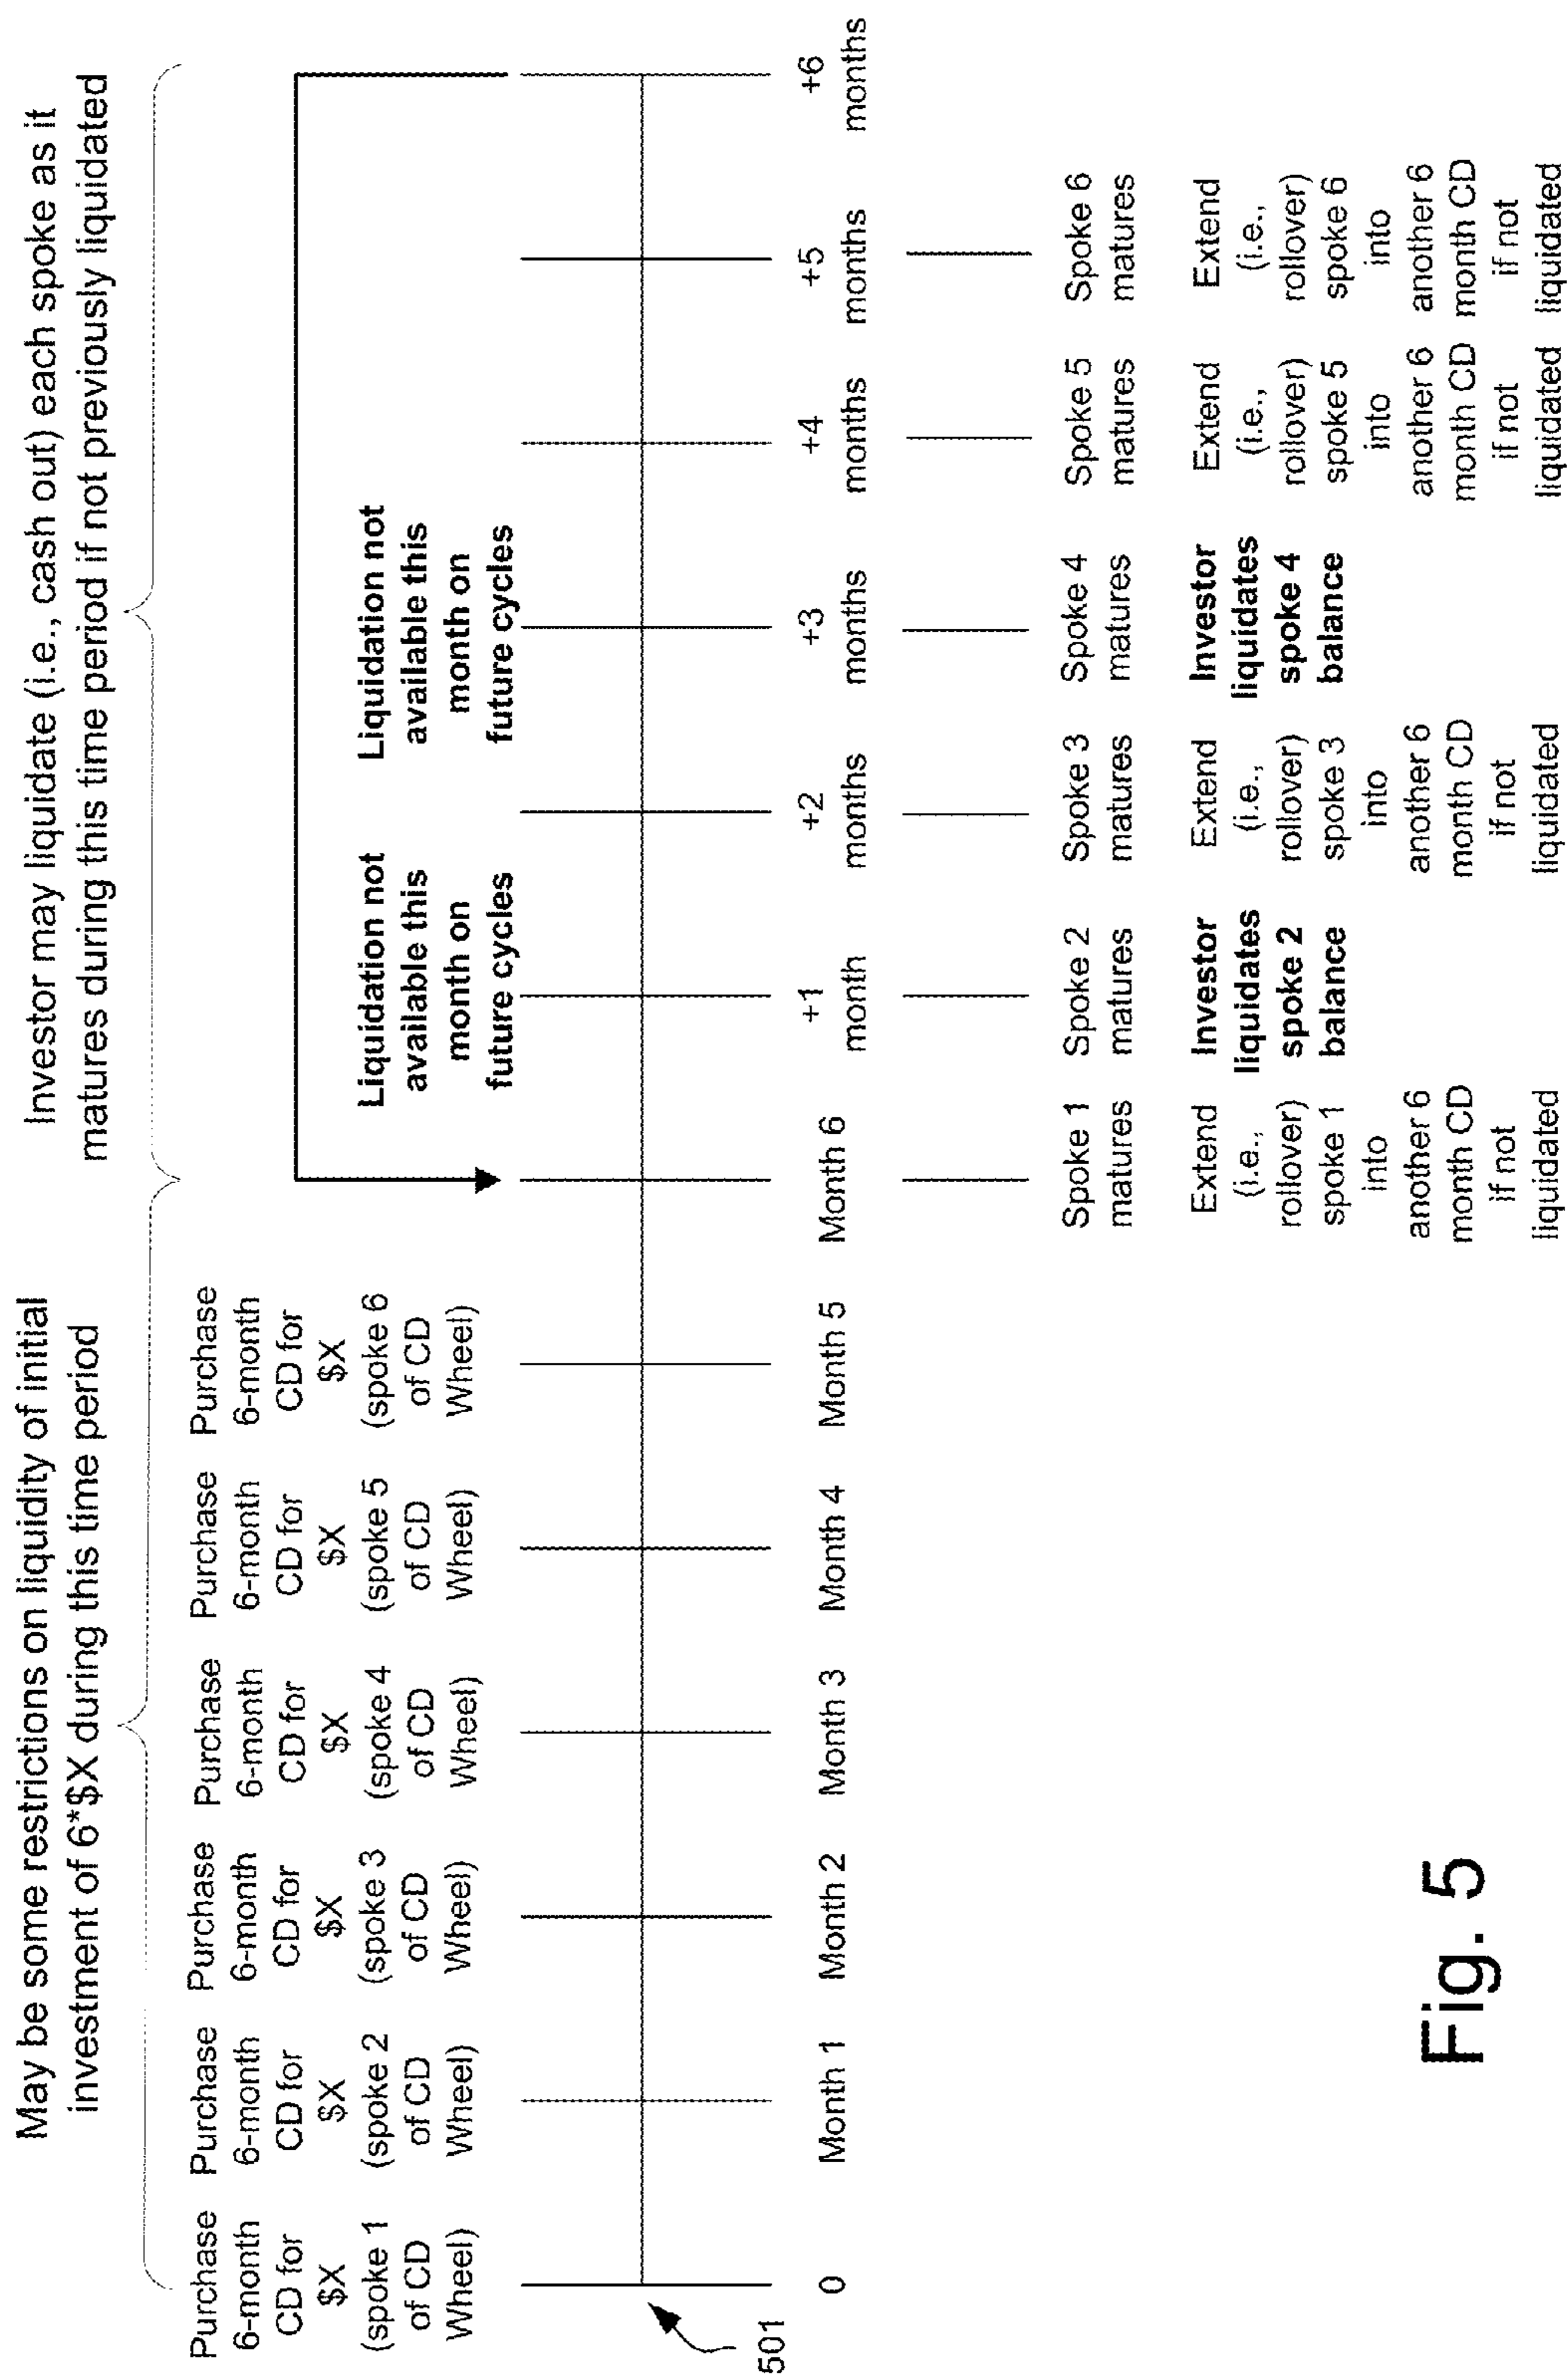 May be some restrictions on liquidity of initial
investment of 6*$X during this time period
Investor may liquidate (i.e., cash out) each spoke as it
matures during this time period if not previously liquidated
Purchase
6-month
CD for
$X
(spoke 1
of CD
Wheel)
Purchase
6-month
CD for
$X
(spoke 2
of CD
Wheel)
Purchase
6-month
CD for
$X
(spoke 3
of CD
Wheel)
Purchase
6-month
CD for
$X
(spoke 4
of CD
Wheel)
Purchase
6-month
CD for
$X
(spoke 5
of CD
Wheel)
Purchase
6-month
CD for
$X
(spoke 6
of CD
Wheel)
Liquidation not
available this
month on
future cycles
Liquidation not
available this
month on
future cycles
501
0
Month 1
Month 2
Month 3
Month 4
Month 5
Month 6
+1
month
+2
months
+3
months
+4
months
+5
months
+6
months
Spoke 1
matures
Extend
(i.e.,
rollover)
spoke 1
into
another 6
month CD
if not
liquidated
Spoke 2
matures
Investor
liquidates
spoke 2
balance
Spoke 3
matures
Extend
(i.e.,
rollover)
spoke 3
into
another 6
month CD
if not
liquidated
Spoke 4
matures
Investor
liquidates
spoke 4
balance
Spoke 5
matures
Extend
(i.e.,
rollover)
spoke 5
into
another 6
month CD
if not
liquidated
Spoke 6
matures
Extend
(i.e.,
rollover)
spoke 6
into
another 6
month CD
if not
liquidated
Fig. 5